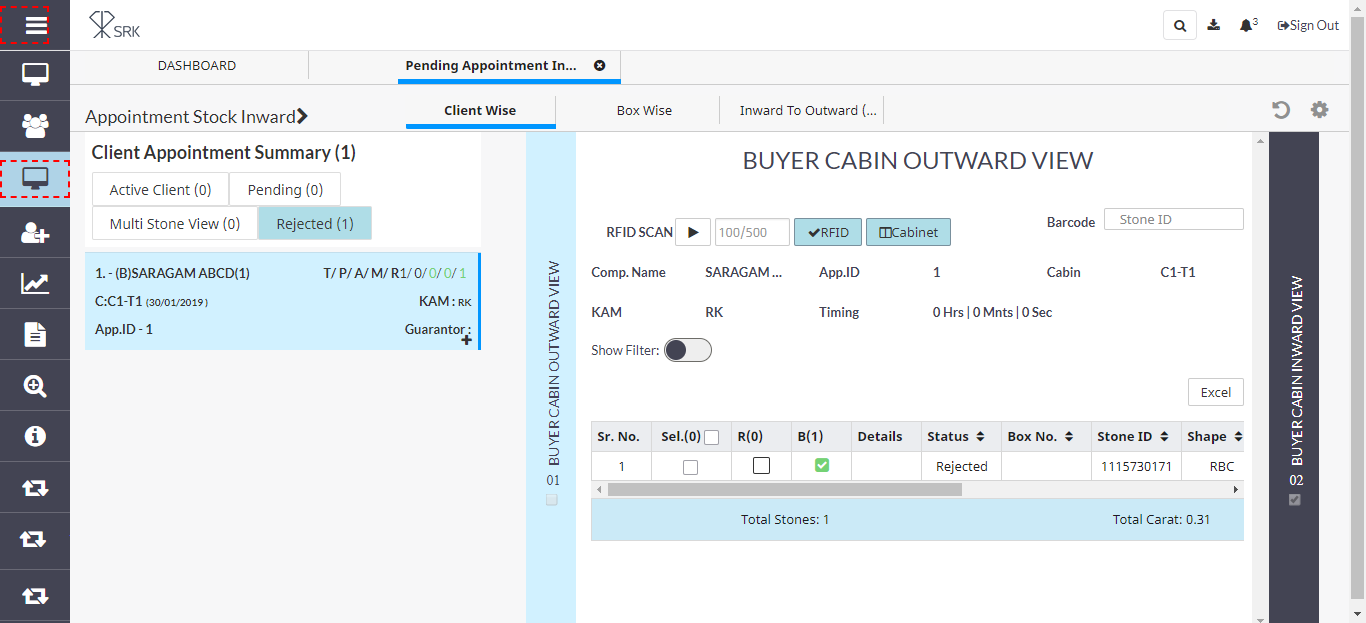 SRK
3
Sign Out
DASHBOARD
Pending Appointment In...
Appointment Stock Inward
Client Wise
Box Wise
Inward To Outward (...
Client Appointment Summary (1)
Active Client (0)
Pending (0)
Multi Stone View (0)
Rejected (1)
1. - (B)SARAGAM ABCD(1)
T/ P/ A/ M/ R1/ 0/ 0/ 0/ 1
C:C1-T1 (30/01/2019 )
KAM : RK
App.ID - 1
Guarantor :
01 BUYER CABIN OUTWARD VIEW
BUYER CABIN OUTWARD VIEW
RFID SCAN
100/500
RFID
Cabinet
Barcode
Stone ID
Comp. Name
SARAGAM ...
App.ID
1
Cabin
C1-T1
KAM
RK
Timing
0 Hrs | 0 Mnts | 0 Sec
Show Filter:
Excel
Sr. No. Sel.(0) R(0) B(1) Details Status Box No. Stone ID Shape
1 Rejected 1115730171 RBC
Total Stones: 1
Total Carat: 0.31
02 BUYER CABIN INWARD VIEW